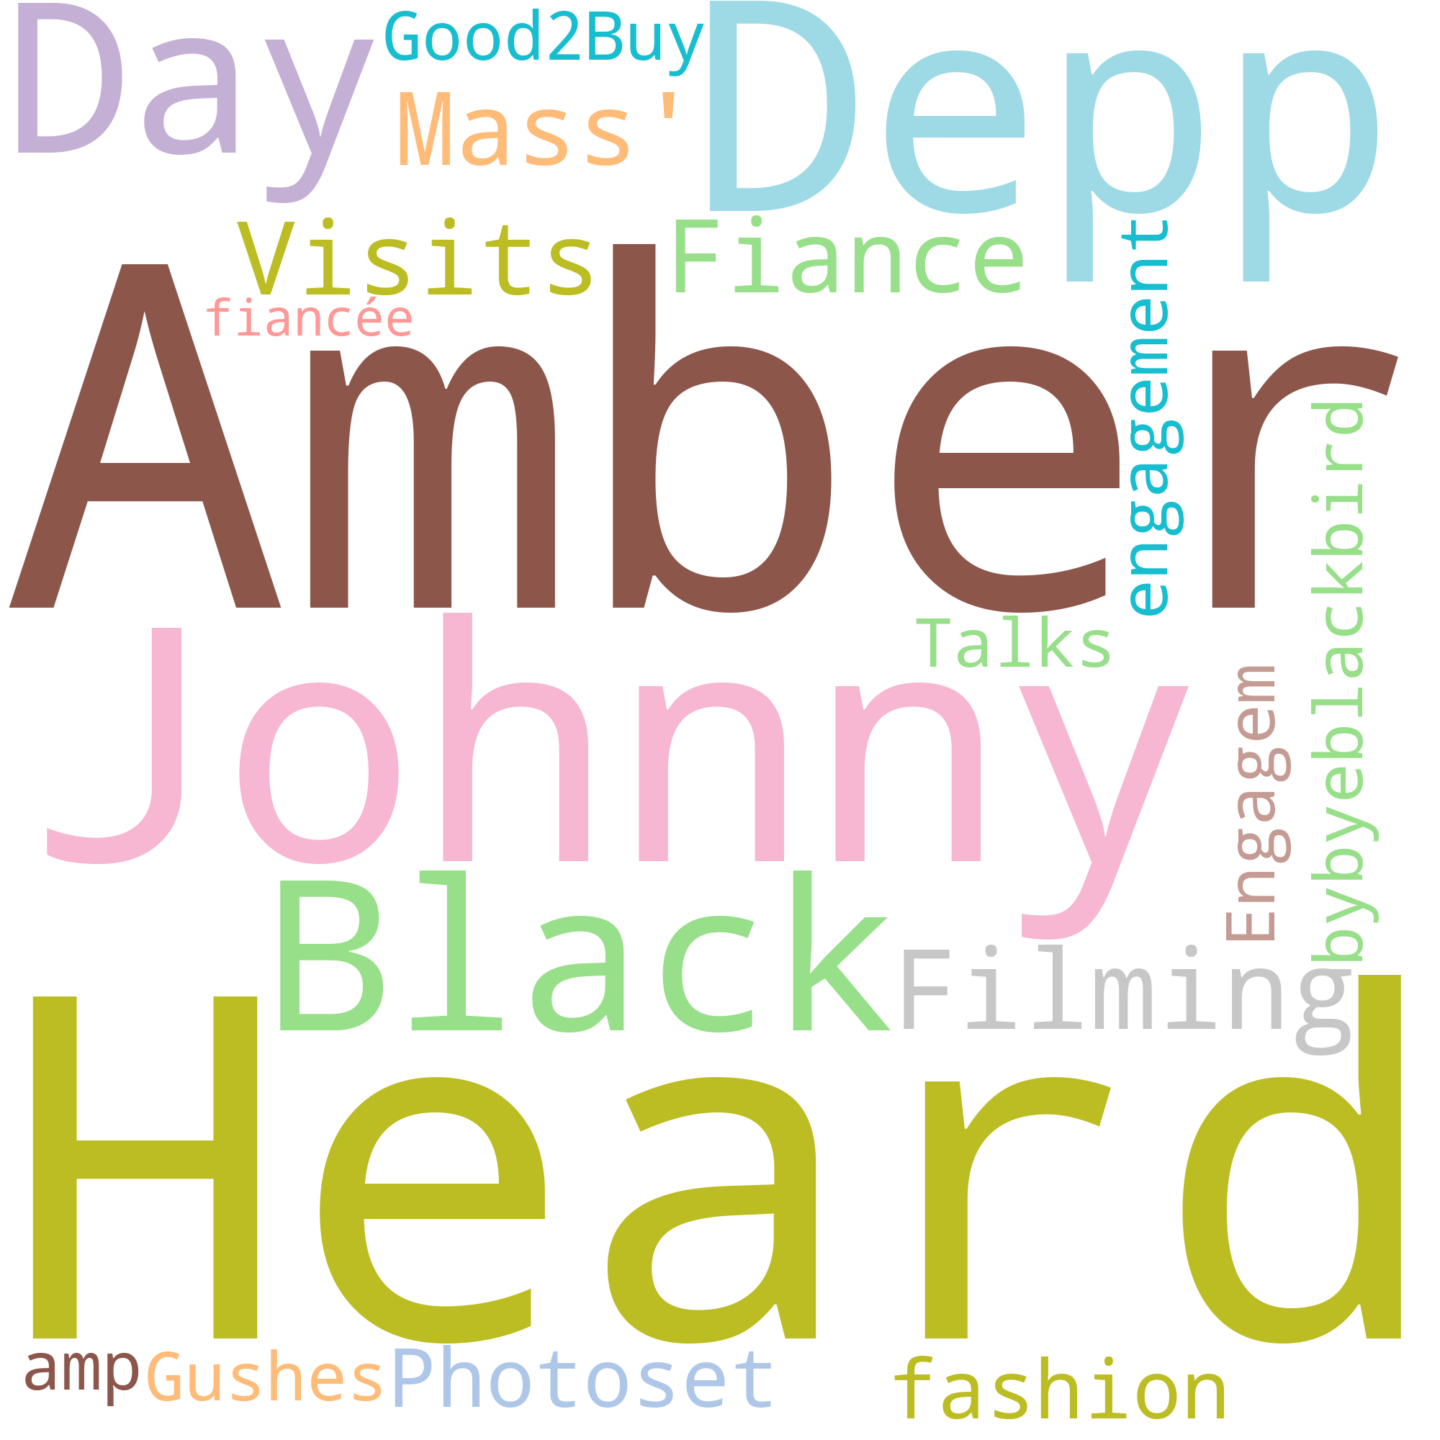 Day
Good2Buy
Depp
Mass'
Visits
Fiance
engagement
fiancée
Amber
bybyeblackbird
Talks
Johnny
Engagem
Black
Filming
Heard
amp
Gushes
Photoset
fashion